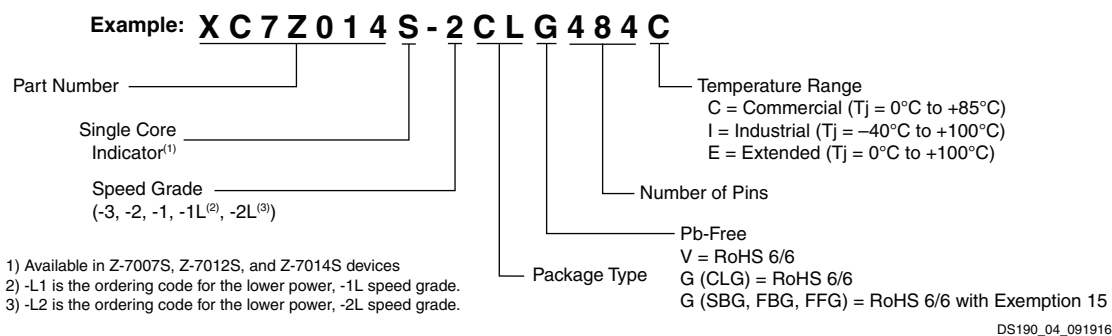 Example: XC7Z014S-2CLG484C
Part Number
Single Core
Indicator(1)
Speed Grade
(-3, -2, -1, -1L(2), -2L(3))
Temperature Range
C = Commercial (Tj = 0°C to +85°C)
I = Industrial (Tj = –40°C to +100°C)
E = Extended (Tj = 0°C to +100°C)
Number of Pins
Pb-Free
V = RoHS 6/6
G (CLG) = RoHS 6/6
G (SBG, FBG, FFG) = RoHS 6/6 with Exemption 15
Package Type
1) Available in Z-7007S, Z-7012S, and Z-7014S devices
2) -L1 is the ordering code for the lower power, -1L speed grade.
3) -L2 is the ordering code for the lower power, -2L speed grade.
DS190_04_091916